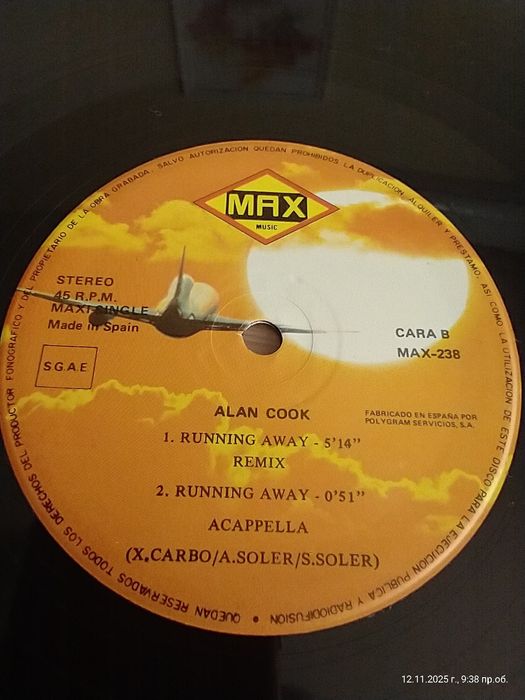 QUEDAN RESERVADOS TODOS LOS DERECHOS DEL PRODUCTOR FONOGRAFICO Y DEL PROPIETARIO DE LA OBRA GRABADA. SALVO AUTORIZACION QUEDAN PROHIBIDOS LA DUPLICACION, ALQUILER Y PRESTAMO, ASI COMO LA UTILIZACION DE ESTE DISCO PARA LA EJECUCION PUBLICA Y RADIODIFUSION •
MAX
MUSIC
STEREO
45 R.P.M.
MAXI SINGLE
Made in Spain
S.G.A.E.
CARA B
MAX-238
FABRICADO EN ESPAÑA POR
POLYGRAM SERVICIOS, S.A.
ALAN COOK
1. RUNNING AWAY - 5'14"
REMIX
2. RUNNING AWAY - 0'51"
ACAPPELLA
(X.CARBO/A.SOLER/S.SOLER)
12.11.2025 г., 9:38 пр.об.